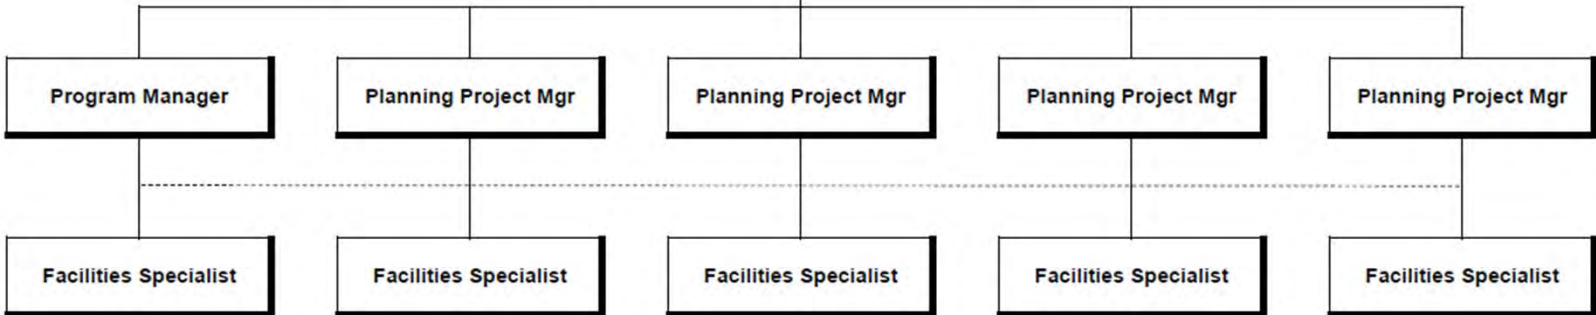 Program Manager
Planning Project Mgr
Planning Project Mgr
Planning Project Mgr
Planning Project Mgr
Facilities Specialist
Facilities Specialist
Facilities Specialist
Facilities Specialist
Facilities Specialist